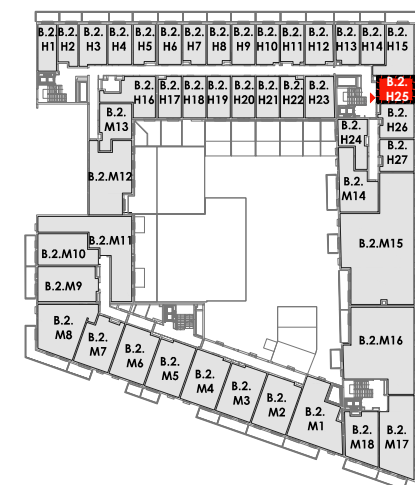 B.2.
H1
B.2.
H2
B.2.
H3
B.2.
H4
B.2.
H5
B.2.
H6
B.2.
H7
B.2.
H8
B.2.
H9
B.2.
H10
B.2.
H11
B.2.
H12
B.2.
H13
B.2.
H14
B.2.
H15
B.2.
H16
B.2.
H17
B.2.
H18
B.2.
H19
B.2.
H20
B.2.
H21
B.2.
H22
B.2.
H23
B.2.
H25
B.2.
M13
B.2.
H24
B.2.
H26
B.2.
H27
B.2.M12
B.2.
M14
B.2.M11
B.2.M10
B.2.M15
B.2.M9
B.2.
M8
B.2.
M7
B.2.
M6
B.2.
M5
B.2.
M4
B.2.
M3
B.2.
M2
B.2.
M1
B.2.M16
B.2.
M18
B.2.
M17